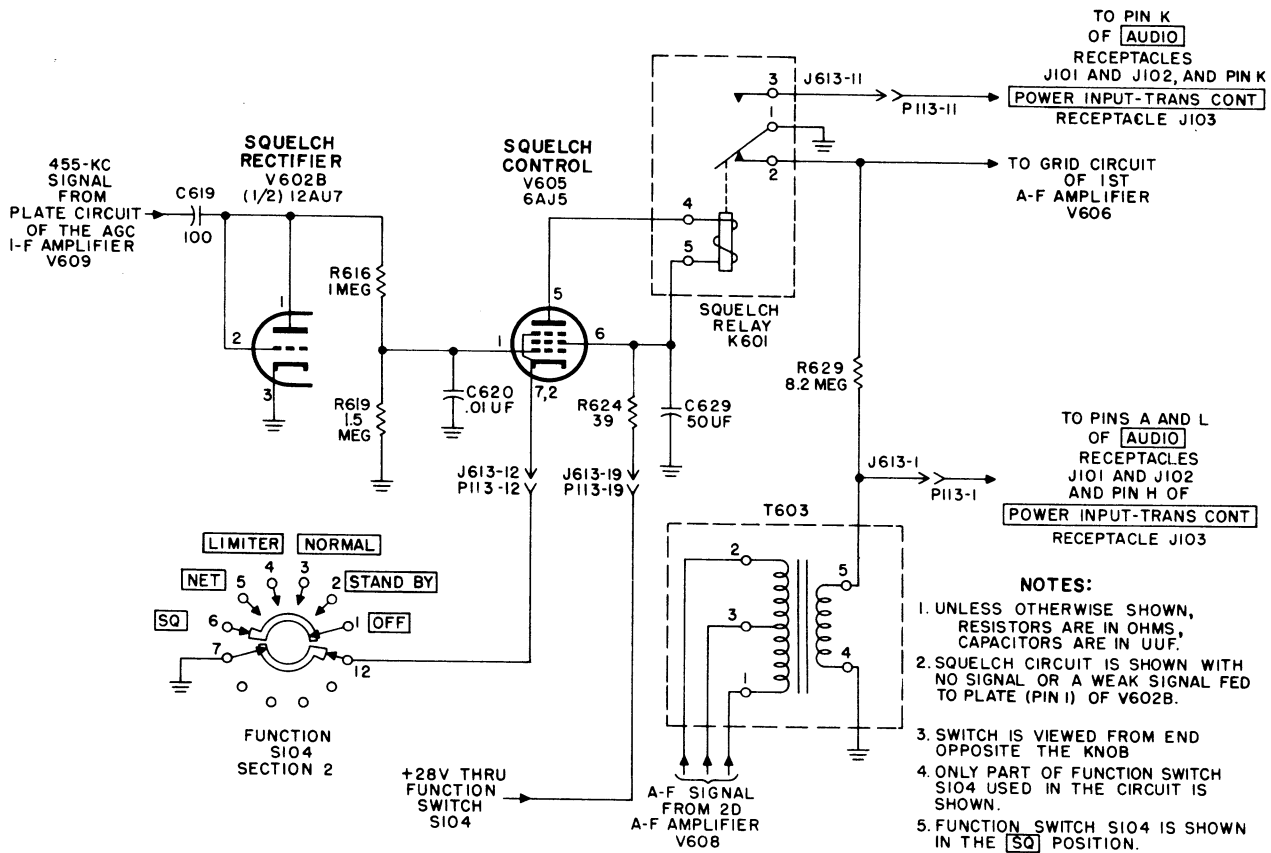 TO PIN K
OF AUDIO
RECEPTACLES
J101 AND J102, AND PIN K
POWER INPUT-TRANS CONT
RECEPTACLE J103
3
J613-11
P113-11
1
2
TO GRID CIRCUIT
OF 1ST
A-F AMPLIFIER
V606
SQUELCH
RECTIFIER
V602B
(1/2) 12AU7
SQUELCH
CONTROL
V605
6AJ5
455-KC
SIGNAL
FROM
PLATE CIRCUIT
OF THE AGC
I-F AMPLIFIER
V609
C619
100
4
5
SQUELCH
RELAY
K601
R616
1 MEG
1
2
3
5
1
6
7,2
R619
1.5
MEG
C620
.01 UF
R624
39
C629
50UF
R629
8.2 MEG
J613-12
P113-12
J613-19
P113-19
J613-1
P113-1
TO PINS A AND L
OF AUDIO
RECEPTACLES
J101 AND J102
AND PIN H OF
POWER INPUT-TRANS CONT
RECEPTACLE J103
T603
2
3
1
5
4
LIMITER
NORMAL
NET
5
4
3
2
STAND BY
SQ
6
1
OFF
7
12
FUNCTION
S104
SECTION 2
+28V THRU
FUNCTION
SWITCH
S104
A-F SIGNAL
FROM 2D
A-F AMPLIFIER
V608
NOTES:
1. UNLESS OTHERWISE SHOWN,
RESISTORS ARE IN OHMS,
CAPACITORS ARE IN UUF.
2. SQUELCH CIRCUIT IS SHOWN WITH
NO SIGNAL OR A WEAK SIGNAL FED
TO PLATE (PIN 1) OF V602B.
3. SWITCH IS VIEWED FROM END
OPPOSITE THE KNOB
4. ONLY PART OF FUNCTION SWITCH
S104 USED IN THE CIRCUIT IS
SHOWN.
5. FUNCTION SWITCH S104 IS SHOWN
IN THE SQ POSITION.